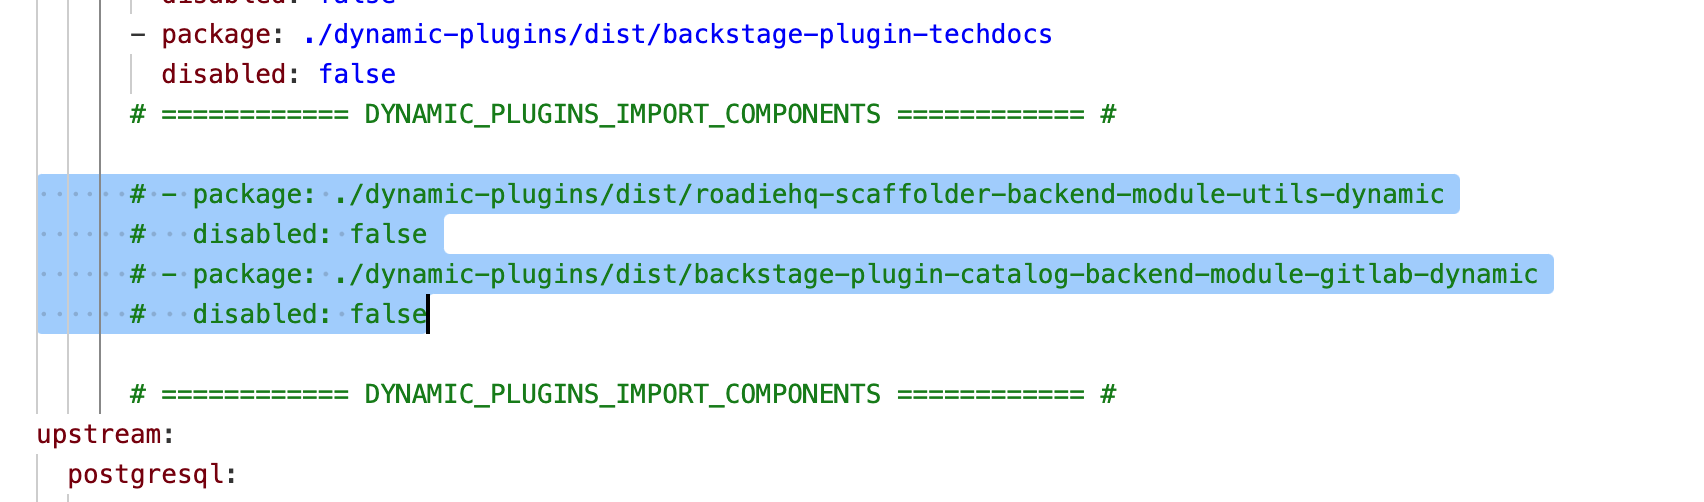 disabled: false
- package: ./dynamic-plugins/dist/backstage-plugin-techdocs
disabled: false
# ============ DYNAMIC_PLUGINS_IMPORT_COMPONENTS ============ #
# - package: ./dynamic-plugins/dist/roadiehq-scaffolder-backend-module-utils-dynamic
#   disabled: false
# - package: ./dynamic-plugins/dist/backstage-plugin-catalog-backend-module-gitlab-dynamic
#   disabled: false
# ============ DYNAMIC_PLUGINS_IMPORT_COMPONENTS ============ #
upstream:
postgresql: